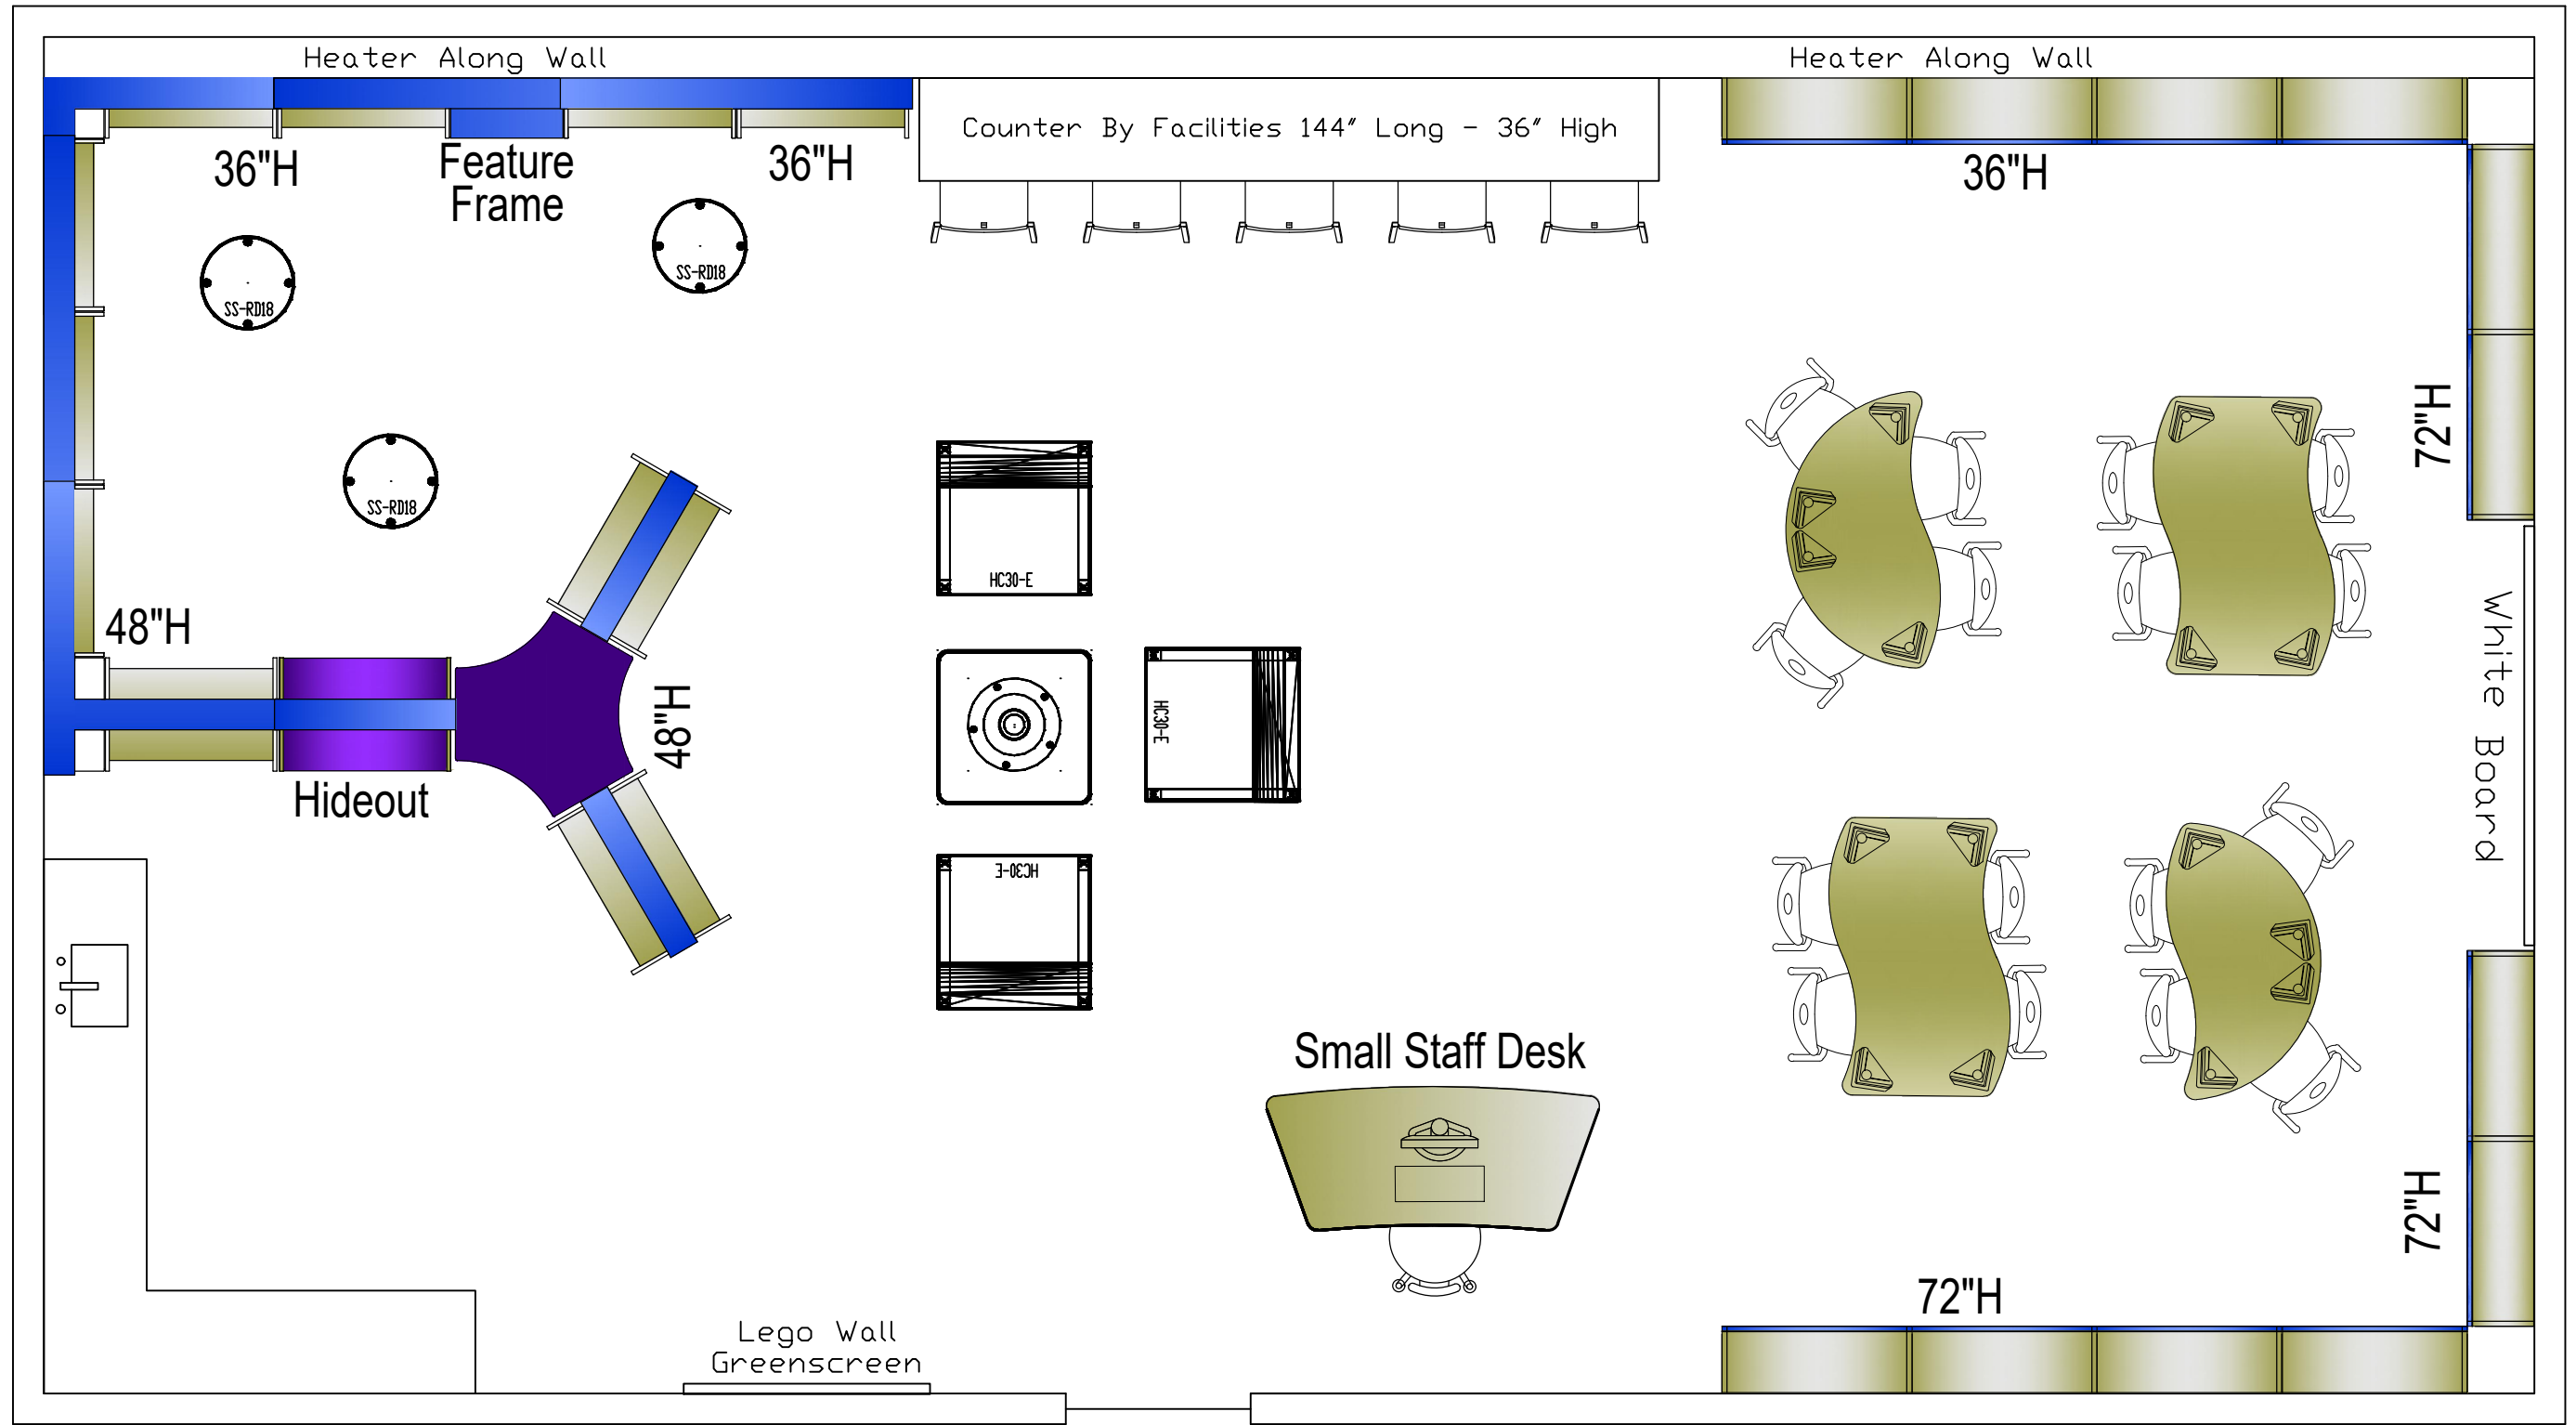 Heater Along Wall
Heater Along Wall
Counter By Facilities 144" Long - 36" High
36"H
Feature
Frame
36"H
36"H
SS-RD18
SS-RD18
SS-RD18
72"H
48"H
HC30-E
White Board
48"H
HC30-E
Hideout
HC30-E
Small Staff Desk
72"H
72"H
Lego Wall
Greenscreen